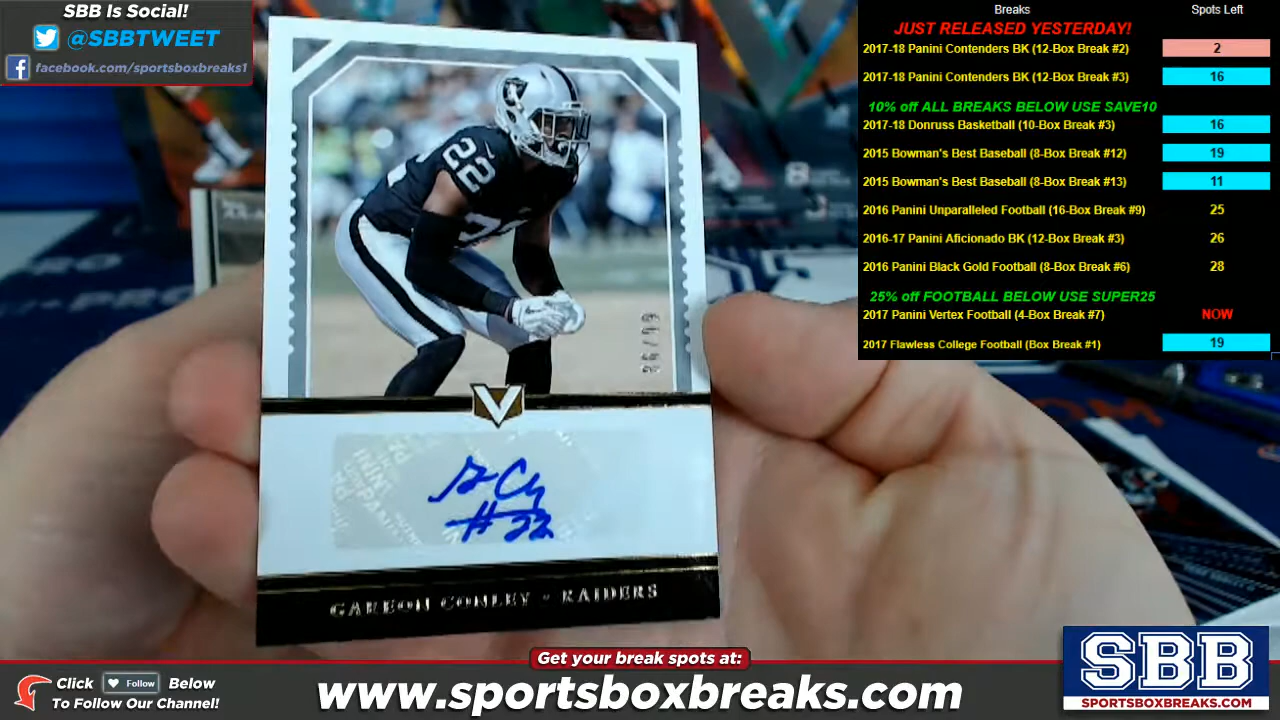 SBB Is Social!
@SBBTWEET
facebook.com/sportsboxbreaks1
Breaks Spots Left
JUST RELEASED YESTERDAY!
2017-18 Panini Contenders BK (12-Box Break #2) 2
2017-18 Panini Contenders BK (12-Box Break #3) 16
10% off ALL BREAKS BELOW USE SAVE10
2017-18 Donruss Basketball (10-Box Break #3) 16
2015 Bowman's Best Baseball (8-Box Break #12) 19
2015 Bowman's Best Baseball (8-Box Break #13) 11
2016 Panini Unparalleled Football (16-Box Break #9) 25
2016-17 Panini Aficionado BK (12-Box Break #3) 26
2016 Panini Black Gold Football (8-Box Break #6) 28
25% off FOOTBALL BELOW USE SUPER25
2017 Panini Vertex Football (4-Box Break #7) NOW
2017 Flawless College Football (Box Break #1) 19
22
V
#22
GAREON CONLEY - RAIDERS
Get your break spots at:
Click Follow Below
To Follow Our Channel!
www.sportsboxbreaks.com
SBB
SPORTSBOXBREAKS.COM